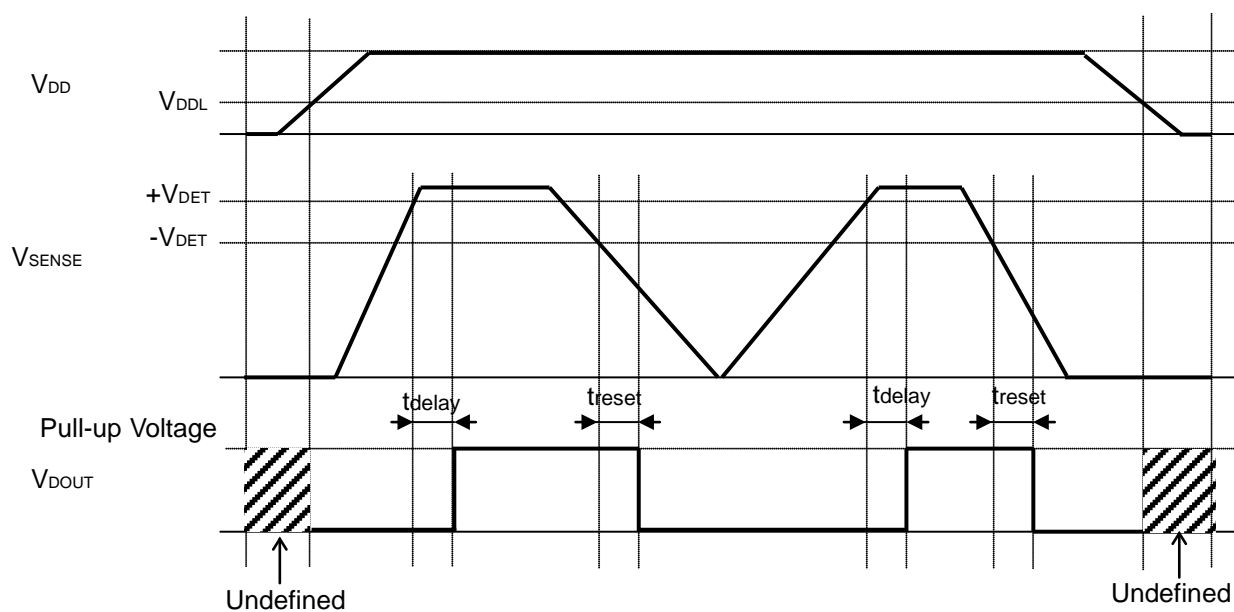 VDD
VDDL
+VDET
-VDET
VSENSE
tdelay
treset
tdelay
treset
Pull-up Voltage
VDOUT
Undefined
Undefined